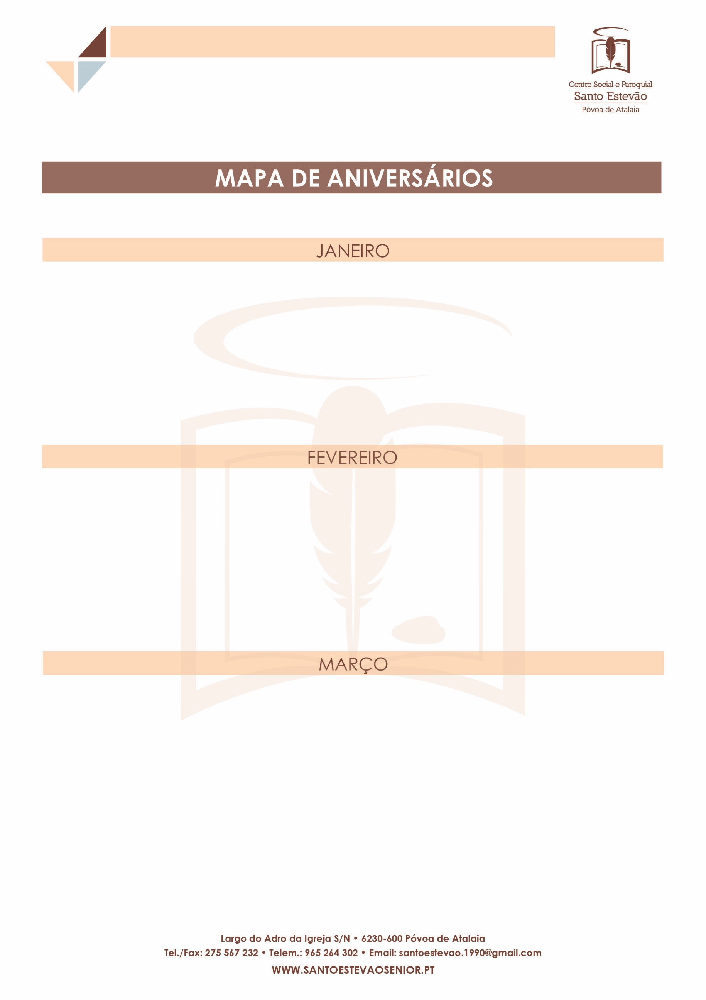 Centro Social e Paroquial
Santo Estevão
Póvoa de Atalaia
MAPA DE ANIVERSÁRIOS
JANEIRO
FEVEREIRO
MARÇO
Largo do Adro da Igreja S/N • 6230-600 Póvoa de Atalaia
Tel./Fax: 275 567 232 • Telem.: 965 264 302 • Email: santoestevao.1990@gmail.com
WWW.SANTOESTEVAOSENIOR.PT